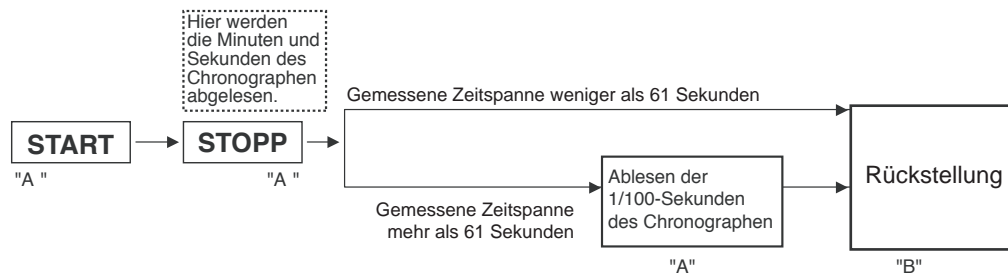 Hier werden
die Minuten und
Sekunden des
Chronographen
abgelesen.
Gemessene Zeitspanne weniger als 61 Sekunden
START
STOPP
"A "
"A "
Ablesen der
1/100-Sekunden
des Chronographen
Rückstellung
Gemessene Zeitspanne
mehr als 61 Sekunden
"A"
"B"